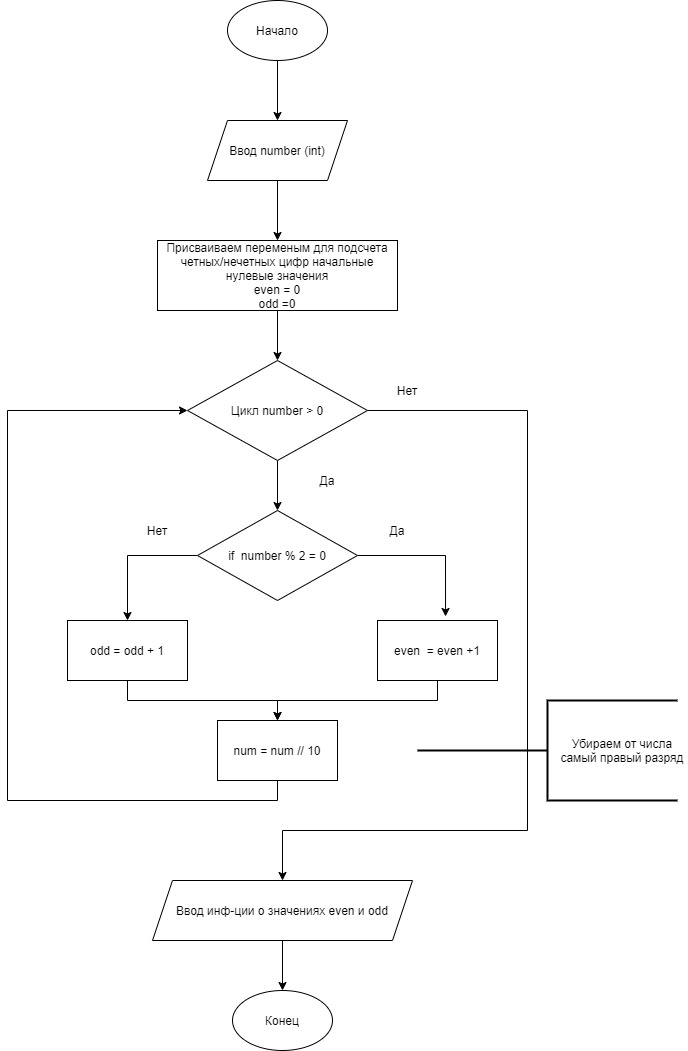 Начало
Ввод number (int)
Присваиваем переменым для подсчета
четных/нечетных цифр начальные
нулевые значения
even = 0
odd =0
Нет
Цикл number > 0
Да
Нет
Да
if number % 2 = 0
odd = odd + 1
even = even +1
num = num // 10
Убираем от числа
самый правый разряд
Ввод инф-ции о значениях even и odd
Конец